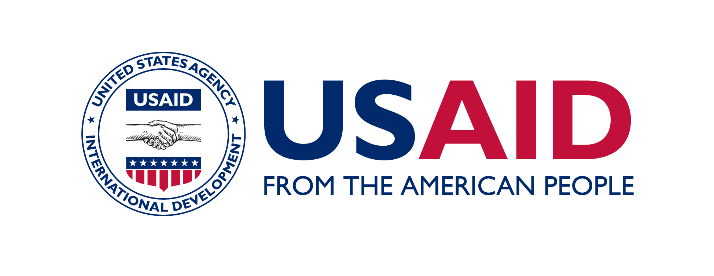 UNITED STATES AGENCY
INTERNATIONAL DEVELOPMENT
USAID
USAID
FROM THE AMERICAN PEOPLE